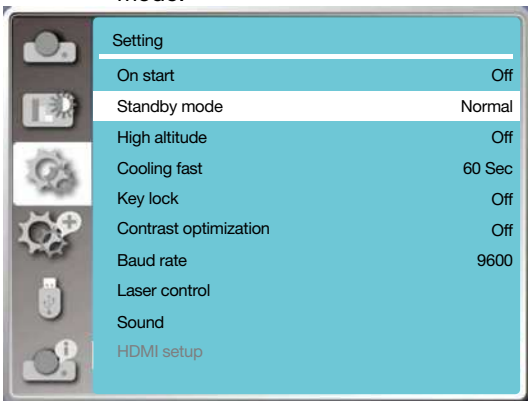 Setting
On start Off
Standby mode Normal
High altitude Off
Cooling fast 60 Sec
Key lock Off
Contrast optimization Off
Baud rate 9600
Laser control
Sound
HDMI setup